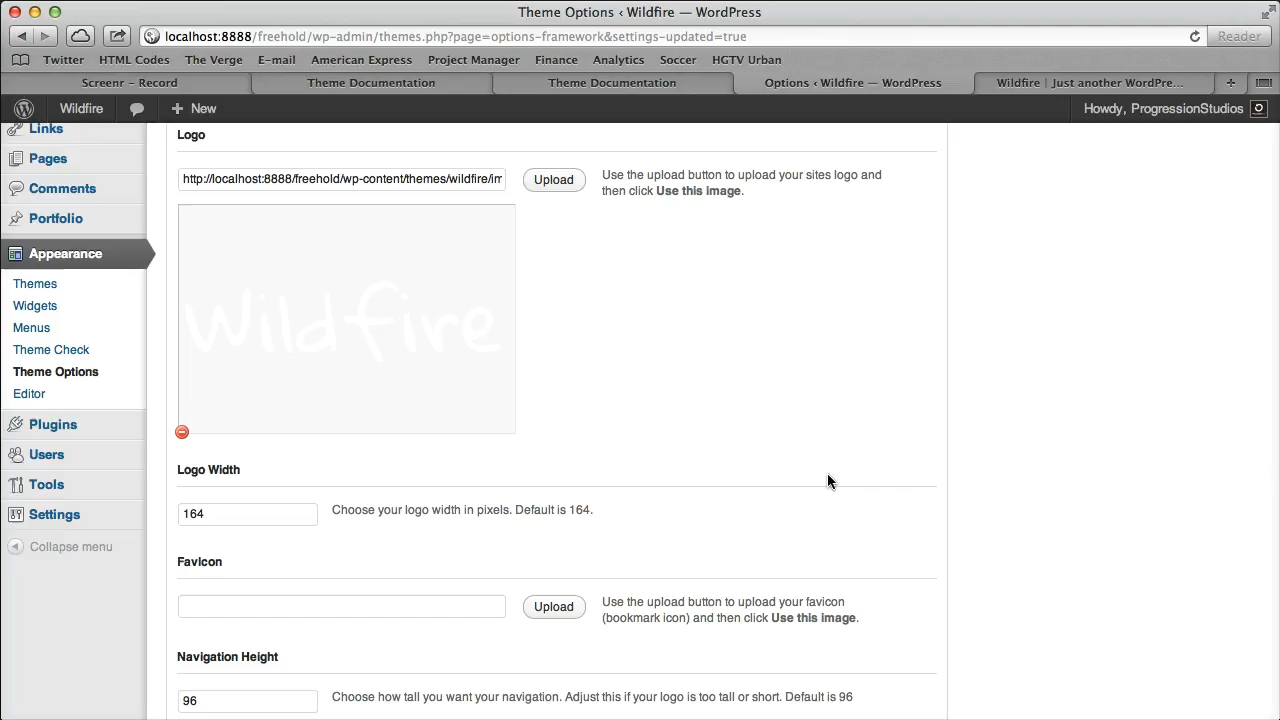 Theme Options ‹ Wildfire — WordPress
localhost:8888/freehold/wp-admin/themes.php?page=options-framework&settings-updated=true
Reader
Twitter HTML Codes The Verge E-mail American Express Project Manager Finance Analytics Soccer HGTV Urban
Screenr – Record Theme Documentation Theme Documentation Options ‹ Wildfire — WordPress Wildfire | Just another WordPre...
Wildfire + New Howdy, ProgressionStudios
Links
Pages
Comments
Portfolio
Appearance
Themes
Widgets
Menus
Theme Check
Theme Options
Editor
Plugins
Users
Tools
Settings
Collapse menu
Logo
http://localhost:8888/freehold/wp-content/themes/wildfire/im
Upload
Use the upload button to upload your sites logo and
then click Use this image.
Wildfire
Logo Width
164
Choose your logo width in pixels. Default is 164.
FavIcon
Upload
Use the upload button to upload your favicon
(bookmark icon) and then click Use this image.
Navigation Height
96
Choose how tall you want your navigation. Adjust this if your logo is too tall or short. Default is 96